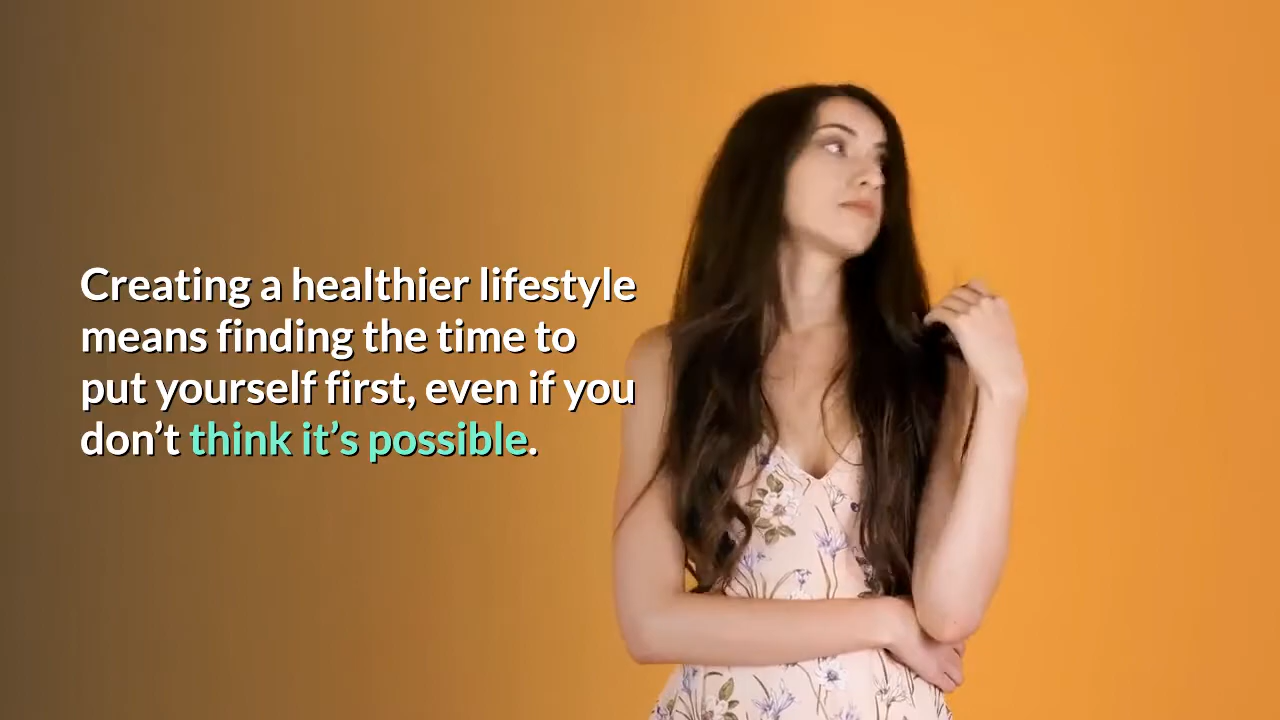 Creating a healthier lifestyle
means finding the time to
put yourself first, even if you
don’t think it’s possible.